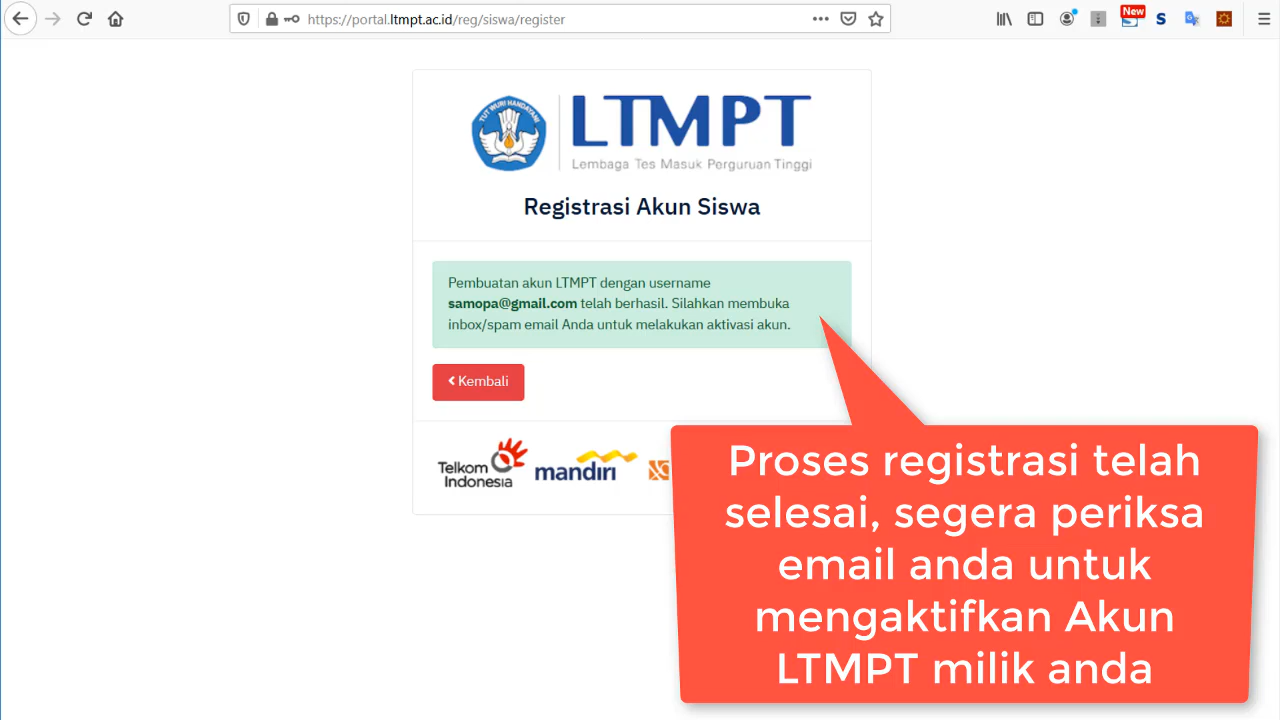 https://portal.ltmpt.ac.id/reg/siswa/register
New
S
TUT WURI HANDAYANI
LTMPT
Lembaga Tes Masuk Perguruan Tinggi
Registrasi Akun Siswa
Pembuatan akun LTMPT dengan username
samopa@gmail.com telah berhasil. Silahkan membuka
inbox/spam email Anda untuk melakukan aktivasi akun.
Kembali
Telkom
Indonesia
mandiri
Proses registrasi telah
selesai, segera periksa
email anda untuk
mengaktifkan Akun
LTMPT milik anda